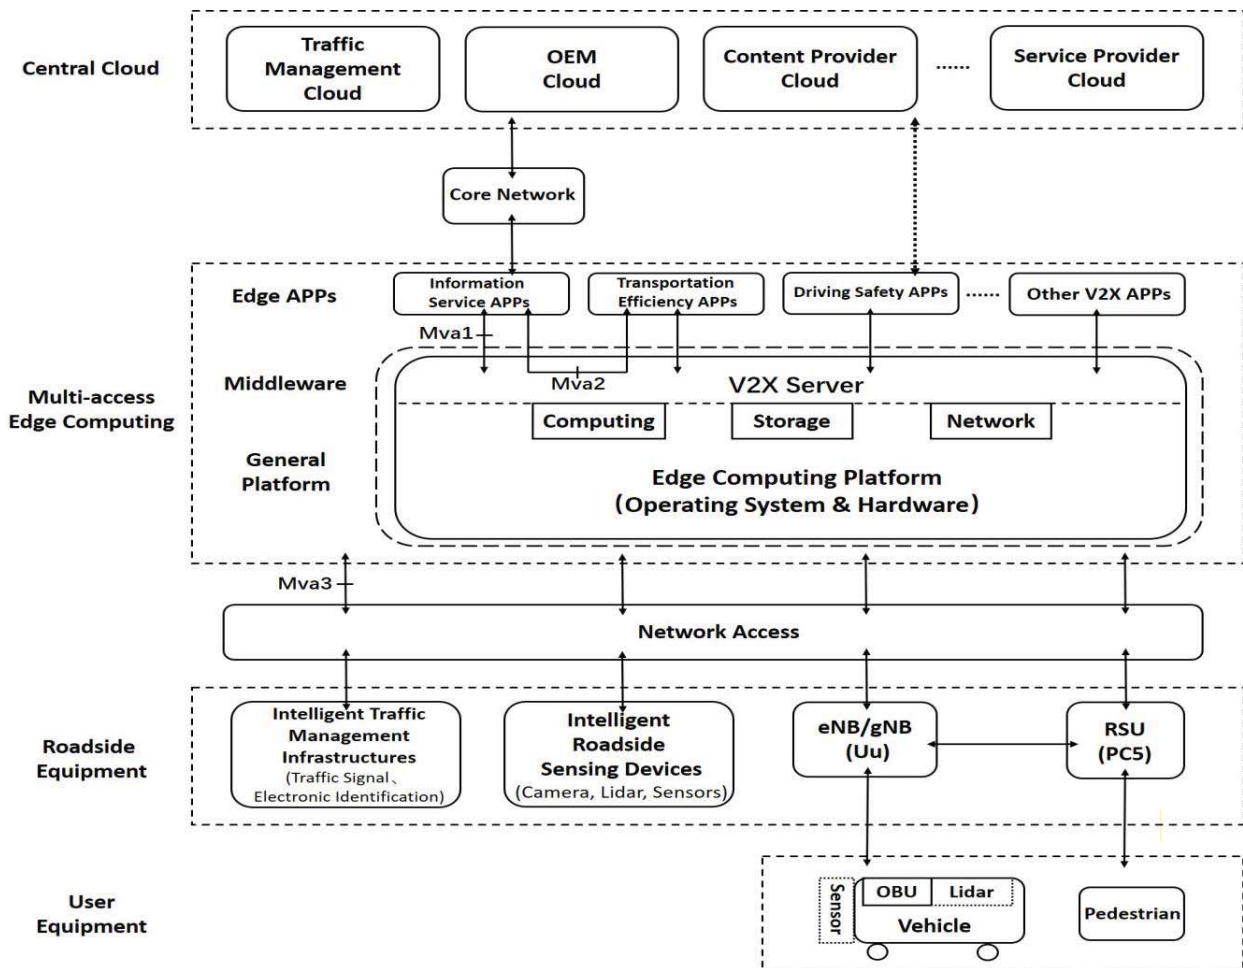 Central Cloud
Traffic
Management
Cloud
OEM
Cloud
Content Provider
Cloud
......
Service Provider
Cloud
Core Network
Multi-access
Edge Computing
Edge APPs
Information
Service APPs
Transportation
Efficiency APPs
Driving Safety APPs
......
Other V2X APPs
Mva1
Mva2
Middleware
V2X Server
Computing
Storage
Network
General
Platform
Edge Computing Platform
(Operating System & Hardware)
Mva3
Network Access
Roadside
Equipment
Intelligent Traffic
Management
Infrastructures
(Traffic Signal、
Electronic Identification)
Intelligent
Roadside
Sensing Devices
(Camera, Lidar, Sensors)
eNB/gNB
(Uu)
RSU
(PC5)
User
Equipment
Sensor
OBU
Lidar
Vehicle
Pedestrian